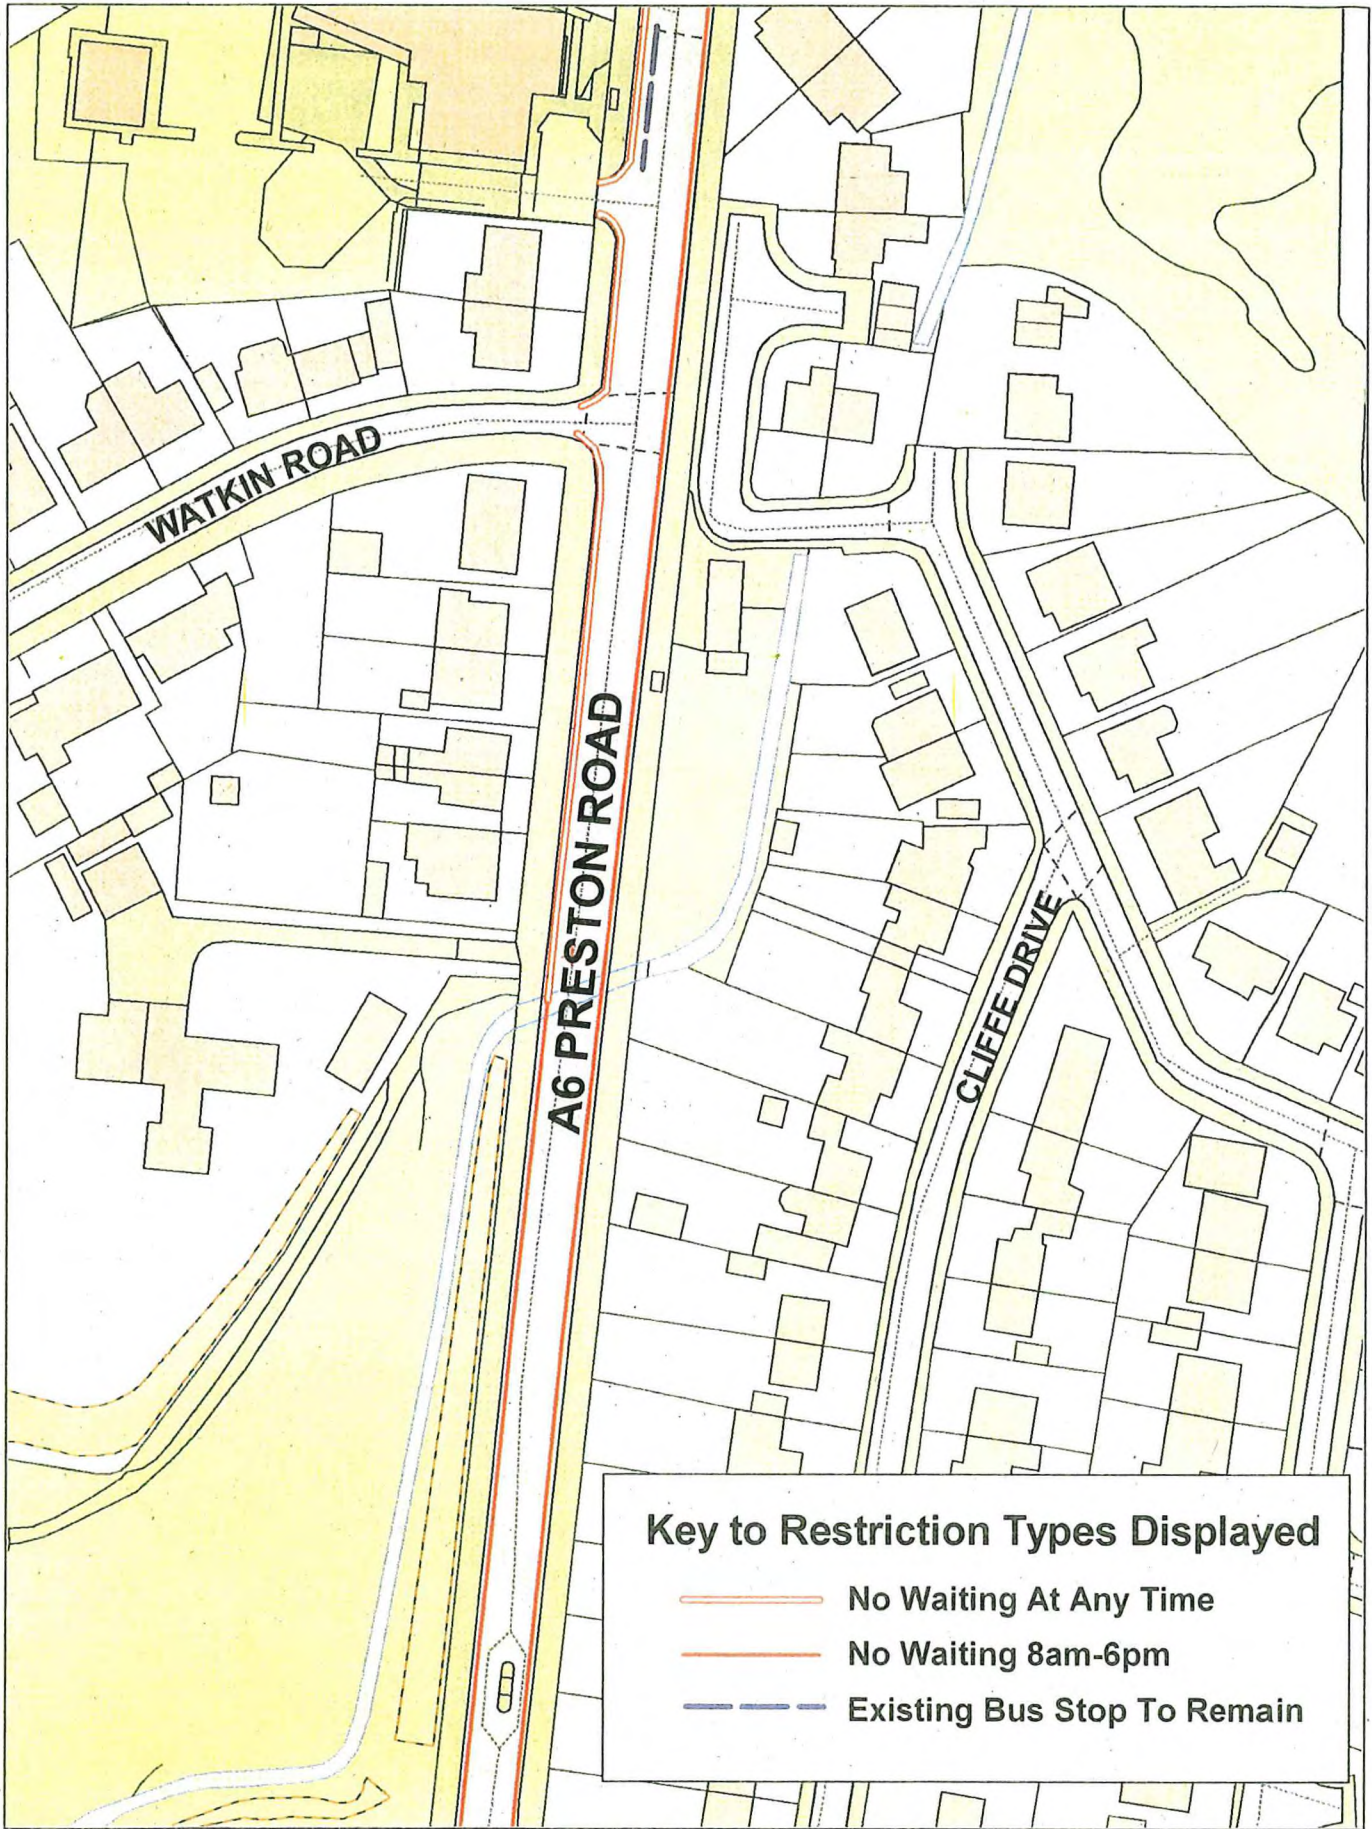 WATKIN ROAD
A6 PRESTON ROAD
CLIFFE DRIVE
Key to Restriction Types Displayed
No Waiting At Any Time
No Waiting 8am-6pm
Existing Bus Stop To Remain